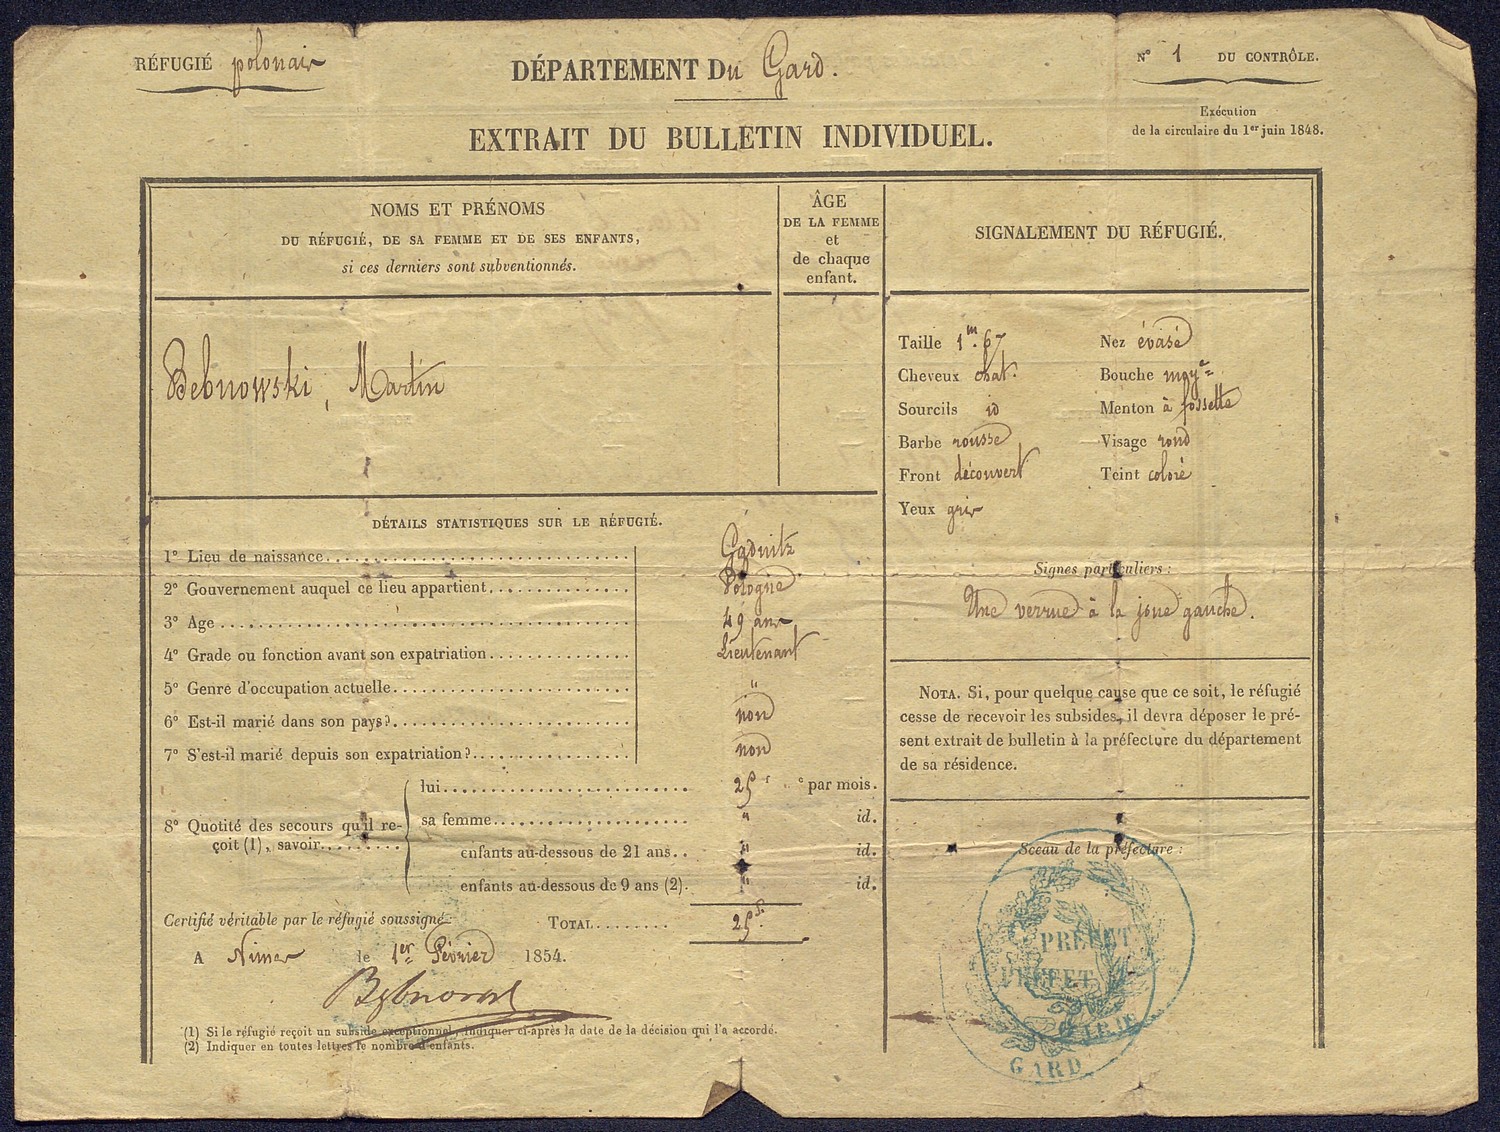 RÉFUGIÉ polonais
DÉPARTEMENT Du Gard.
N° 1 DU CONTRÔLE.
Exécution
de la circulaire du 1er juin 1848.
EXTRAIT DU BULLETIN INDIVIDUEL.
NOMS ET PRÉNOMS
DU RÉFUGIÉ, DE SA FEMME ET DE SES ENFANTS,
si ces derniers sont subventionnés.
ÂGE
DE LA FEMME
et
de chaque
enfant.
Bebnowski, Martin
DÉTAILS STATISTIQUES SUR LE RÉFUGIÉ.
1° Lieu de naissance Gadnitz
2° Gouvernement auquel ce lieu appartient Pologne
3° Age 49 ans
4° Grade ou fonction avant son expatriation Lieutenant
5° Genre d'occupation actuelle "
6° Est-il marié dans son pays? non
7° S'est-il marié depuis son expatriation? non
8° Quotité des secours qu'il re-
çoit (1), savoir
lui 25 f c par mois.
sa femme " id.
enfants au-dessous de 21 ans " id.
enfants au-dessous de 9 ans (2). " id.
Certifié véritable par le réfugié soussigné
TOTAL 25 f.
A Nimes le 1er Février 1854.
(1) Si le réfugié reçoit un subside exceptionnel, indiquer ci-après la date de la décision qui l'a accordé.
(2) Indiquer en toutes lettres le nombre d'enfants.
SIGNALEMENT DU RÉFUGIÉ.
Taille 1m.67 Nez évasé
Cheveux chat. Bouche moye
Sourcils id Menton à fossette
Barbe rousse Visage rond
Front découvert Teint coloré
Yeux gris
Signes particuliers :
Une verrue à la joue gauche.
NOTA. Si, pour quelque cause que ce soit, le réfugié
cesse de recevoir les subsides, il devra déposer le pré-
sent extrait de bulletin à la préfecture du département
de sa résidence.
Sceau de la préfecture :
PRÉFET
PRÉFET
GARD